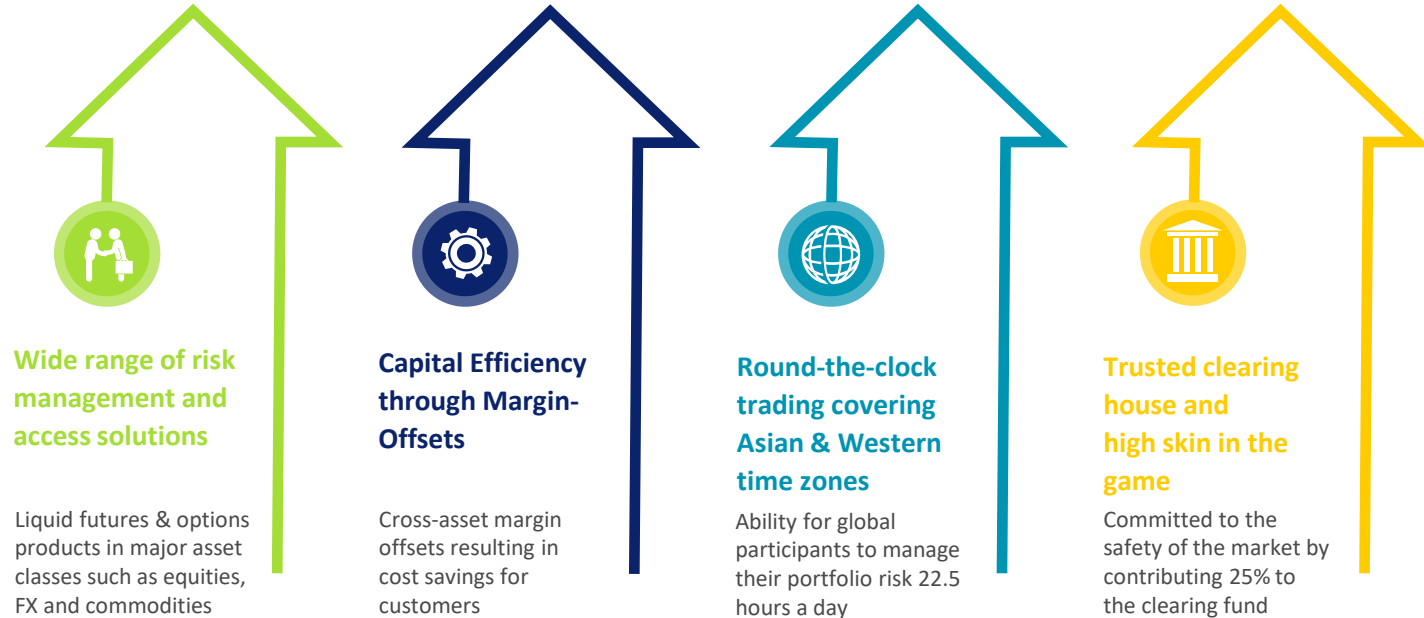 Wide range of risk
management and
access solutions
Liquid futures & options
products in major asset
classes such as equities,
FX and commodities
Capital Efficiency
through Margin-
Offsets
Cross-asset margin
offsets resulting in
cost savings for
customers
Round-the-clock
trading covering
Asian & Western
time zones
Ability for global
participants to manage
their portfolio risk 22.5
hours a day
Trusted clearing
house and
high skin in the
game
Committed to the
safety of the market by
contributing 25% to
the clearing fund